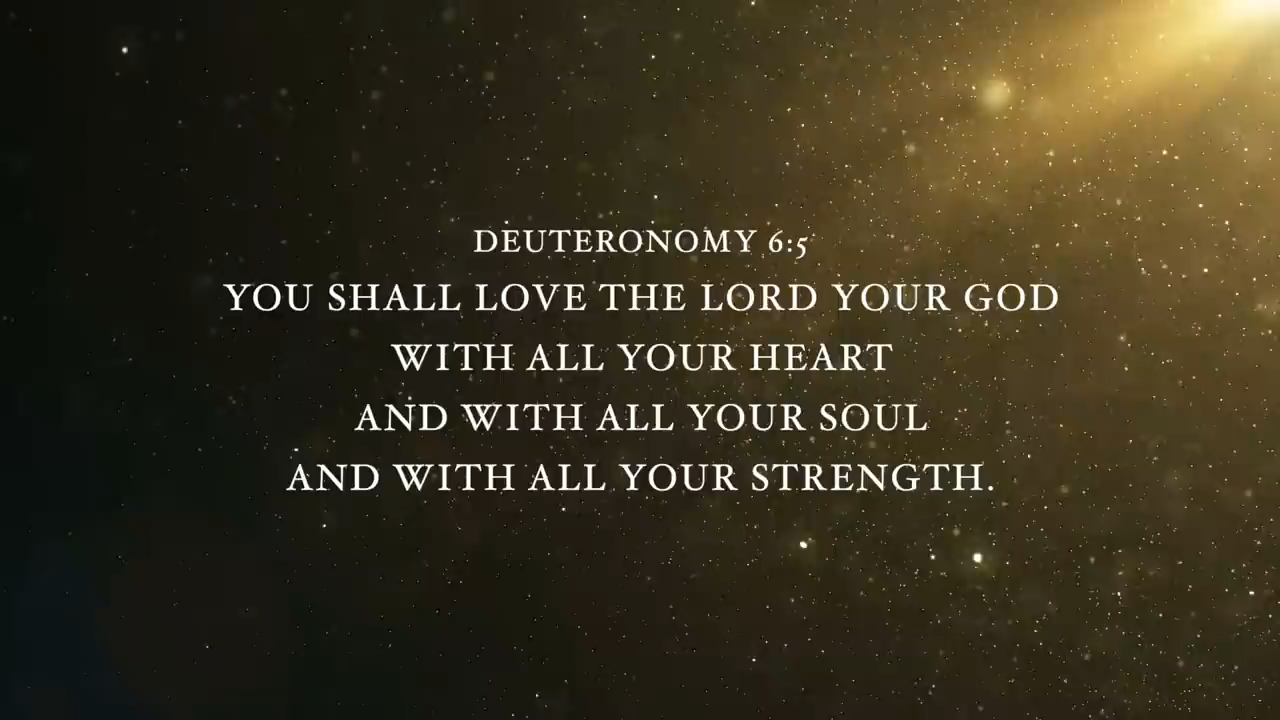 DEUTERONOMY 6:5
YOU SHALL LOVE THE LORD YOUR GOD
WITH ALL YOUR HEART
AND WITH ALL YOUR SOUL
AND WITH ALL YOUR STRENGTH.